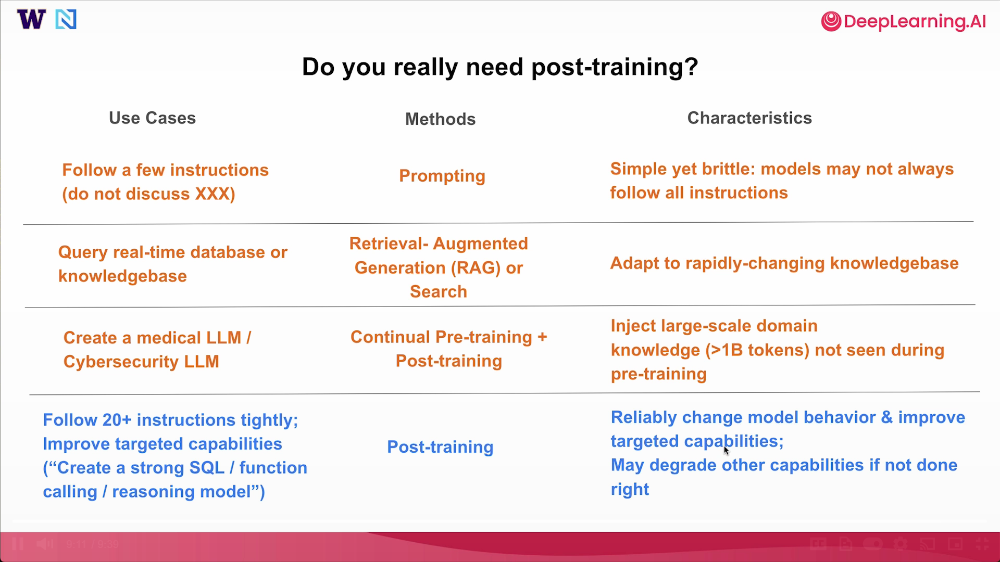 W N DeepLearning.AI
Do you really need post-training?
Use Cases
Methods
Characteristics
Follow a few instructions
(do not discuss XXX)
Prompting
Simple yet brittle: models may not always
follow all instructions
Query real-time database or
knowledgebase
Retrieval- Augmented
Generation (RAG) or
Search
Adapt to rapidly-changing knowledgebase
Create a medical LLM /
Cybersecurity LLM
Continual Pre-training +
Post-training
Inject large-scale domain
knowledge (>1B tokens) not seen during
pre-training
Follow 20+ instructions tightly;
Improve targeted capabilities
(“Create a strong SQL / function
calling / reasoning model”)
Post-training
Reliably change model behavior & improve
targeted capabilities;
May degrade other capabilities if not done
right
9:11 / 9:39
CC